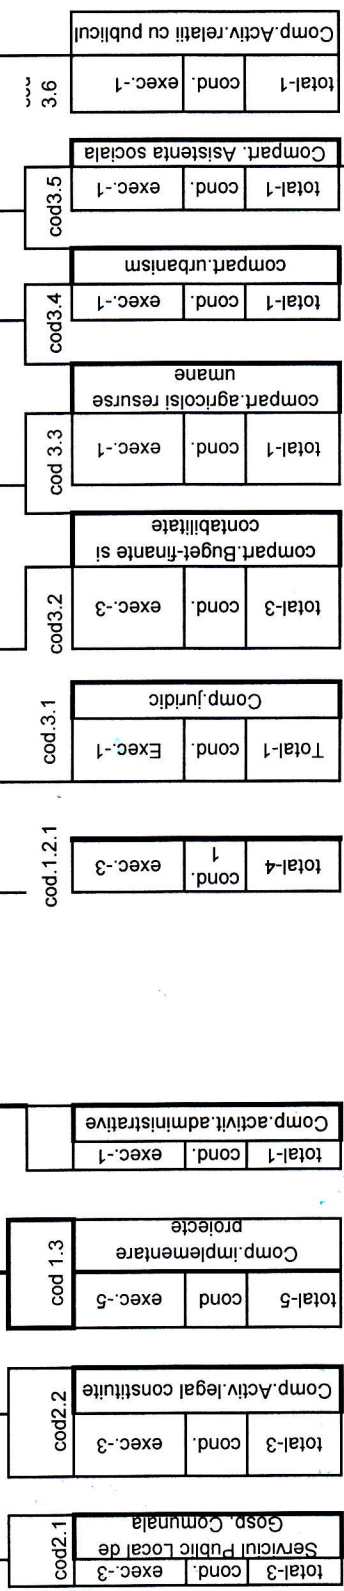 cod2.1
Serviciul Public Local de
Gosp. Comunala
total-3 cond. exec.-3
cod2.2
Comp.Activ.legal constituite
total-3 cond. exec.-3
cod 1.3
Comp.implementare
proiecte
total-5 cond exec.-5
Comp.activit.administrative
total-1 cond. exec.-1
cod.1.2.1
total-4 cond. exec.-3
1
cod.3.1
Comp.juridic
Total-1 cond. Exec.-1
cod3.2
compart.Buget-finante si
contabilitate
total-3 cond. exec.-3
cod 3.3
compart.agricolsi resurse
umane
total-1 cond. exec.-1
cod3.4
compart.urbanism
total-1 cond. exec.-1
cod3.5
Compart. Asistenta sociala
total-1 cond. exec.-1
3.6
Comp.Activ.relatii cu publicul
total-1 cond. exec.-1